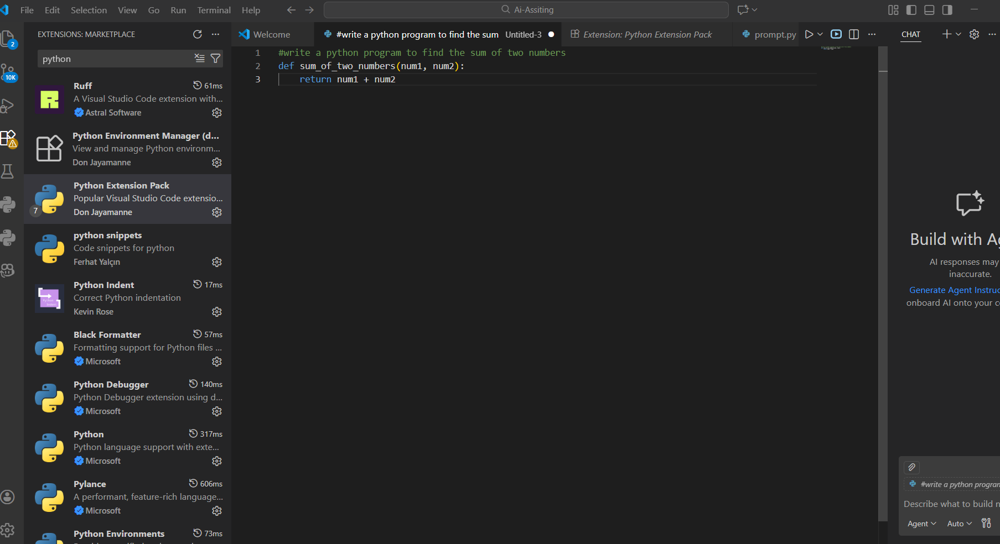 File Edit Selection View Go Run Terminal Help
Ai-Assiting
2
10K
EXTENSIONS: MARKETPLACE
python
Ruff 61ms
A Visual Studio Code extension with...
Astral Software
Python Environment Manager (d...
View and manage Python environm...
Don Jayamanne
Python Extension Pack
Popular Visual Studio Code extensio...
7
Don Jayamanne
python snippets
Code snippets for python
Ferhat Yalçın
Python Indent 17ms
Correct Python indentation
Kevin Rose
Black Formatter 57ms
Formatting support for Python files ...
Microsoft
Python Debugger 140ms
Python Debugger extension using d...
Microsoft
Python 317ms
Python language support with exte...
Microsoft
Pylance 606ms
A performant, feature-rich language...
Microsoft
Python Environments 73ms
Welcome #write a python program to find the sum Untitled-3 Extension: Python Extension Pack prompt.py
1 #write a python program to find the sum of two numbers
2 def sum_of_two_numbers(num1, num2):
3 return num1 + num2
CHAT
Build with Ag
AI responses may
inaccurate.
Generate Agent Instruc
onboard AI onto your c
#write a python program
Describe what to build n
Agent Auto